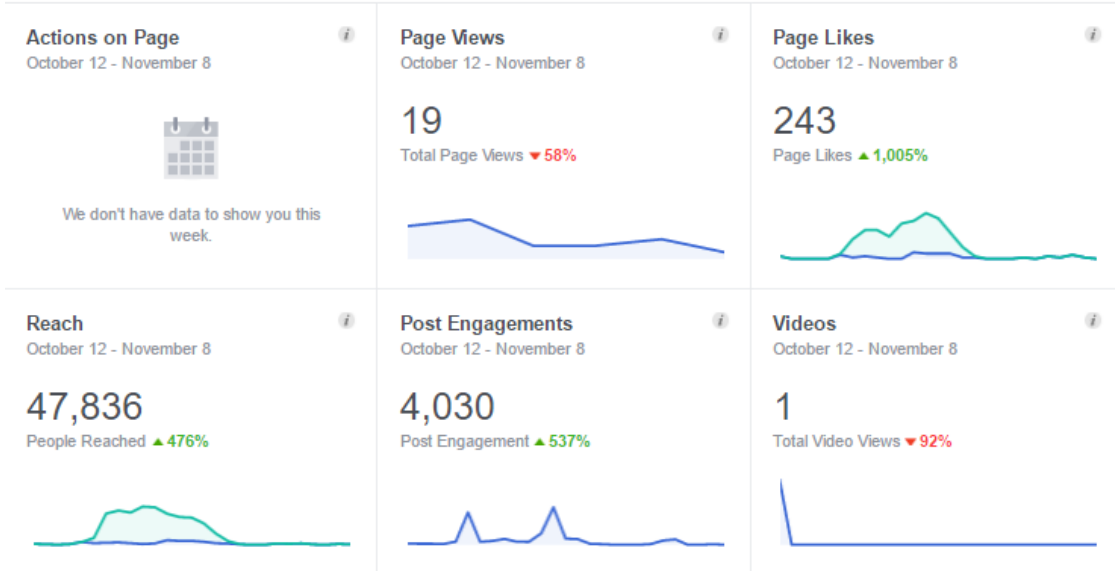 Actions on Page
October 12 - November 8
We don't have data to show you this
week.
Page Views
October 12 - November 8
19
Total Page Views ▼ 58%
Page Likes
October 12 - November 8
243
Page Likes ▲ 1,005%
Reach
October 12 - November 8
47,836
People Reached ▲ 476%
Post Engagements
October 12 - November 8
4,030
Post Engagement ▲ 537%
Videos
October 12 - November 8
1
Total Video Views ▼ 92%